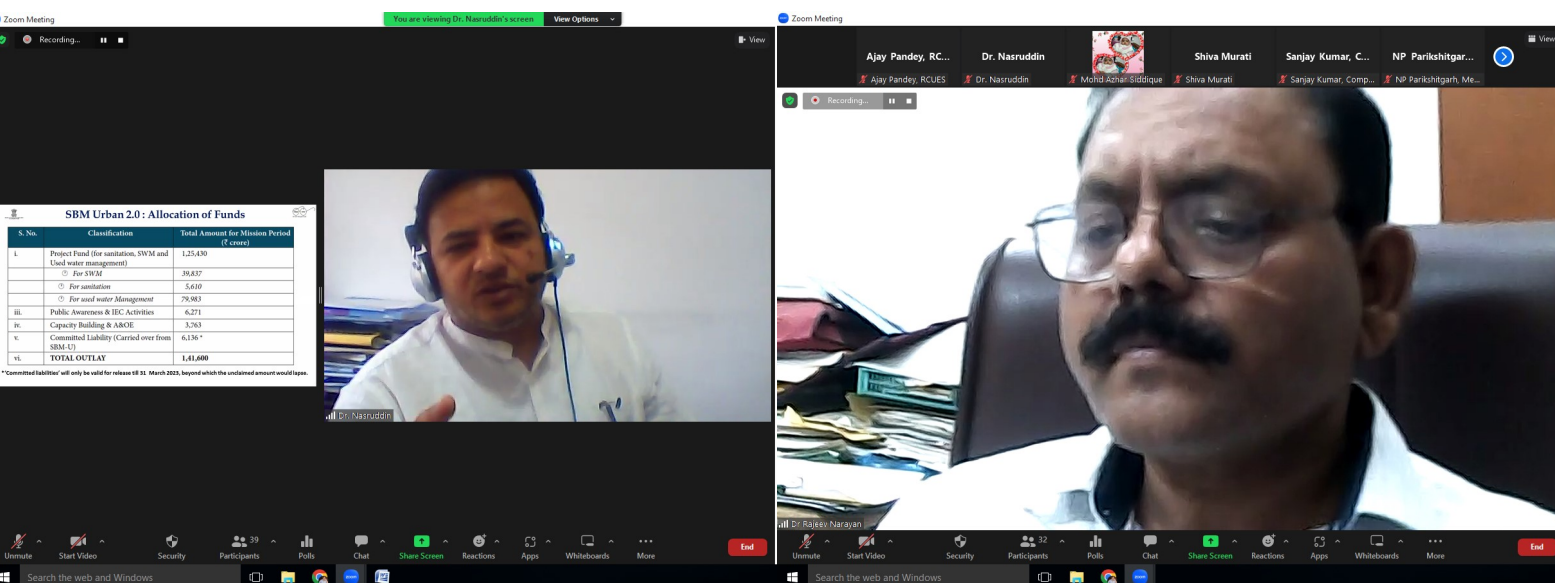 Zoom Meeting
You are viewing Dr. Nasruddin's screen
View Options
Recording...
View
SBM Urban 2.0 : Allocation of Funds
S. No. Classification Total Amount for Mission Period (₹ crore)
i. Project Fund (for sanitation, SWM and Used water management) 1,25,430
For SWM 39,837
For sanitation 5,610
For used water Management 79,983
iii. Public Awareness & IEC Activities 6,271
iv. Capacity Building & A&OE 3,763
v. Committed Liability (Carried over from SBM-U) 6,136 *
vi. TOTAL OUTLAY 1,41,600
*'Committed liabilities' will only be valid for release till 31 March 2023, beyond which the unclaimed amount would lapse.
Dr. Nasruddin
Unmute Start Video Security Participants 39 Polls Chat Share Screen Reactions Apps Whiteboards More End
Search the web and Windows
Zoom Meeting
Ajay Pandey, RC... Dr. Nasruddin Shiva Murati Sanjay Kumar, C... NP Parikshitgar...
Ajay Pandey, RCUES Dr. Nasruddin Mohd Azhar Siddique Shiva Murati Sanjay Kumar, Comp... NP Parikshitgarh, Me...
View
Recording...
Dr Rajeev Narayan
Unmute Start Video Security Participants 32 Polls Chat Share Screen Reactions Apps Whiteboards More End
Search the web and Windows